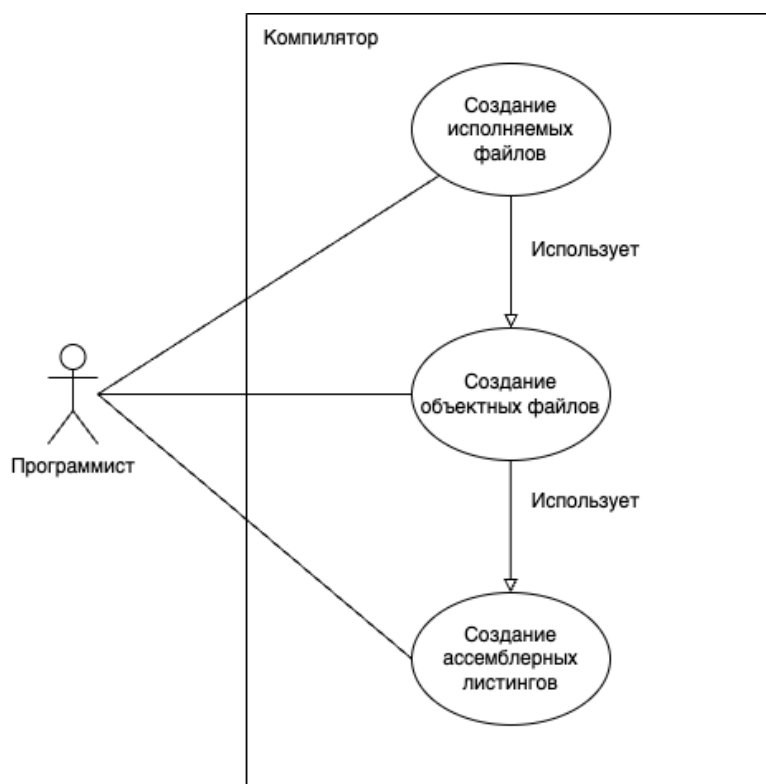 Компилятор
Создание
исполняемых
файлов
Использует
Создание
объектных файлов
Программист
Использует
Создание
ассемблерных
листингов